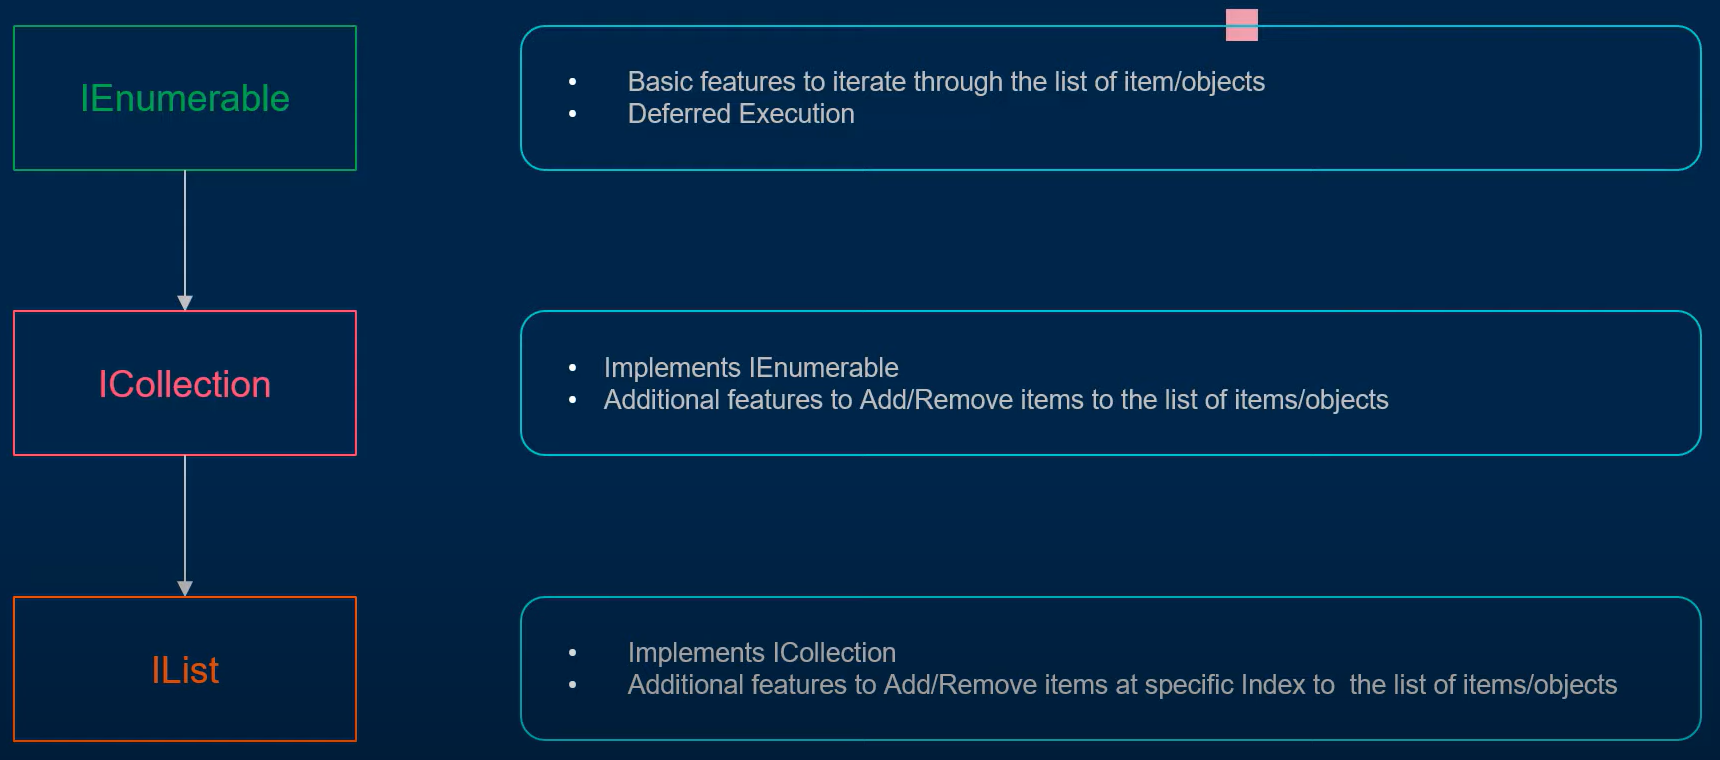 IEnumerable
• Basic features to iterate through the list of item/objects
• Deferred Execution
ICollection
• Implements IEnumerable
• Additional features to Add/Remove items to the list of items/objects
IList
• Implements ICollection
• Additional features to Add/Remove items at specific Index to  the list of items/objects